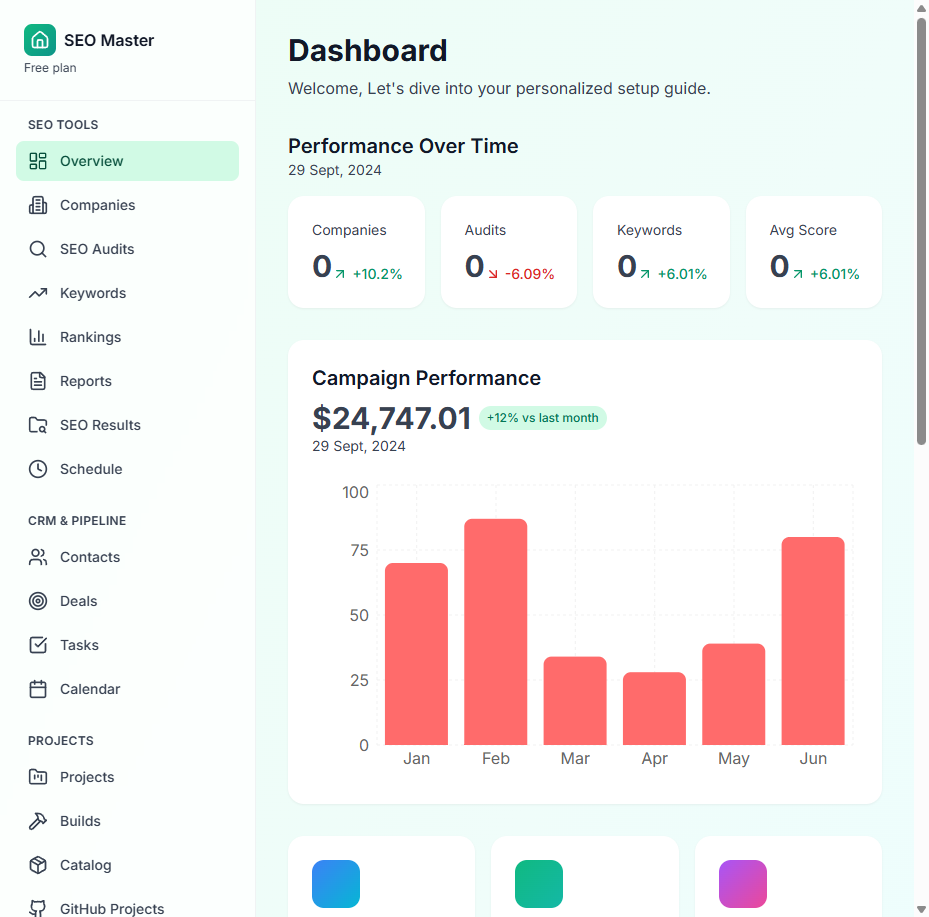 SEO Master
Free plan
SEO TOOLS
Overview
Companies
SEO Audits
Keywords
Rankings
Reports
SEO Results
Schedule
CRM & PIPELINE
Contacts
Deals
Tasks
Calendar
PROJECTS
Projects
Builds
Catalog
GitHub Projects
Dashboard
Welcome, Let's dive into your personalized setup guide.
Performance Over Time
29 Sept, 2024
Companies
0 +10.2%
Audits
0 -6.09%
Keywords
0 +6.01%
Avg Score
0 +6.01%
Campaign Performance
$24,747.01 +12% vs last month
29 Sept, 2024
100
75
50
25
0
Jan Feb Mar Apr May Jun